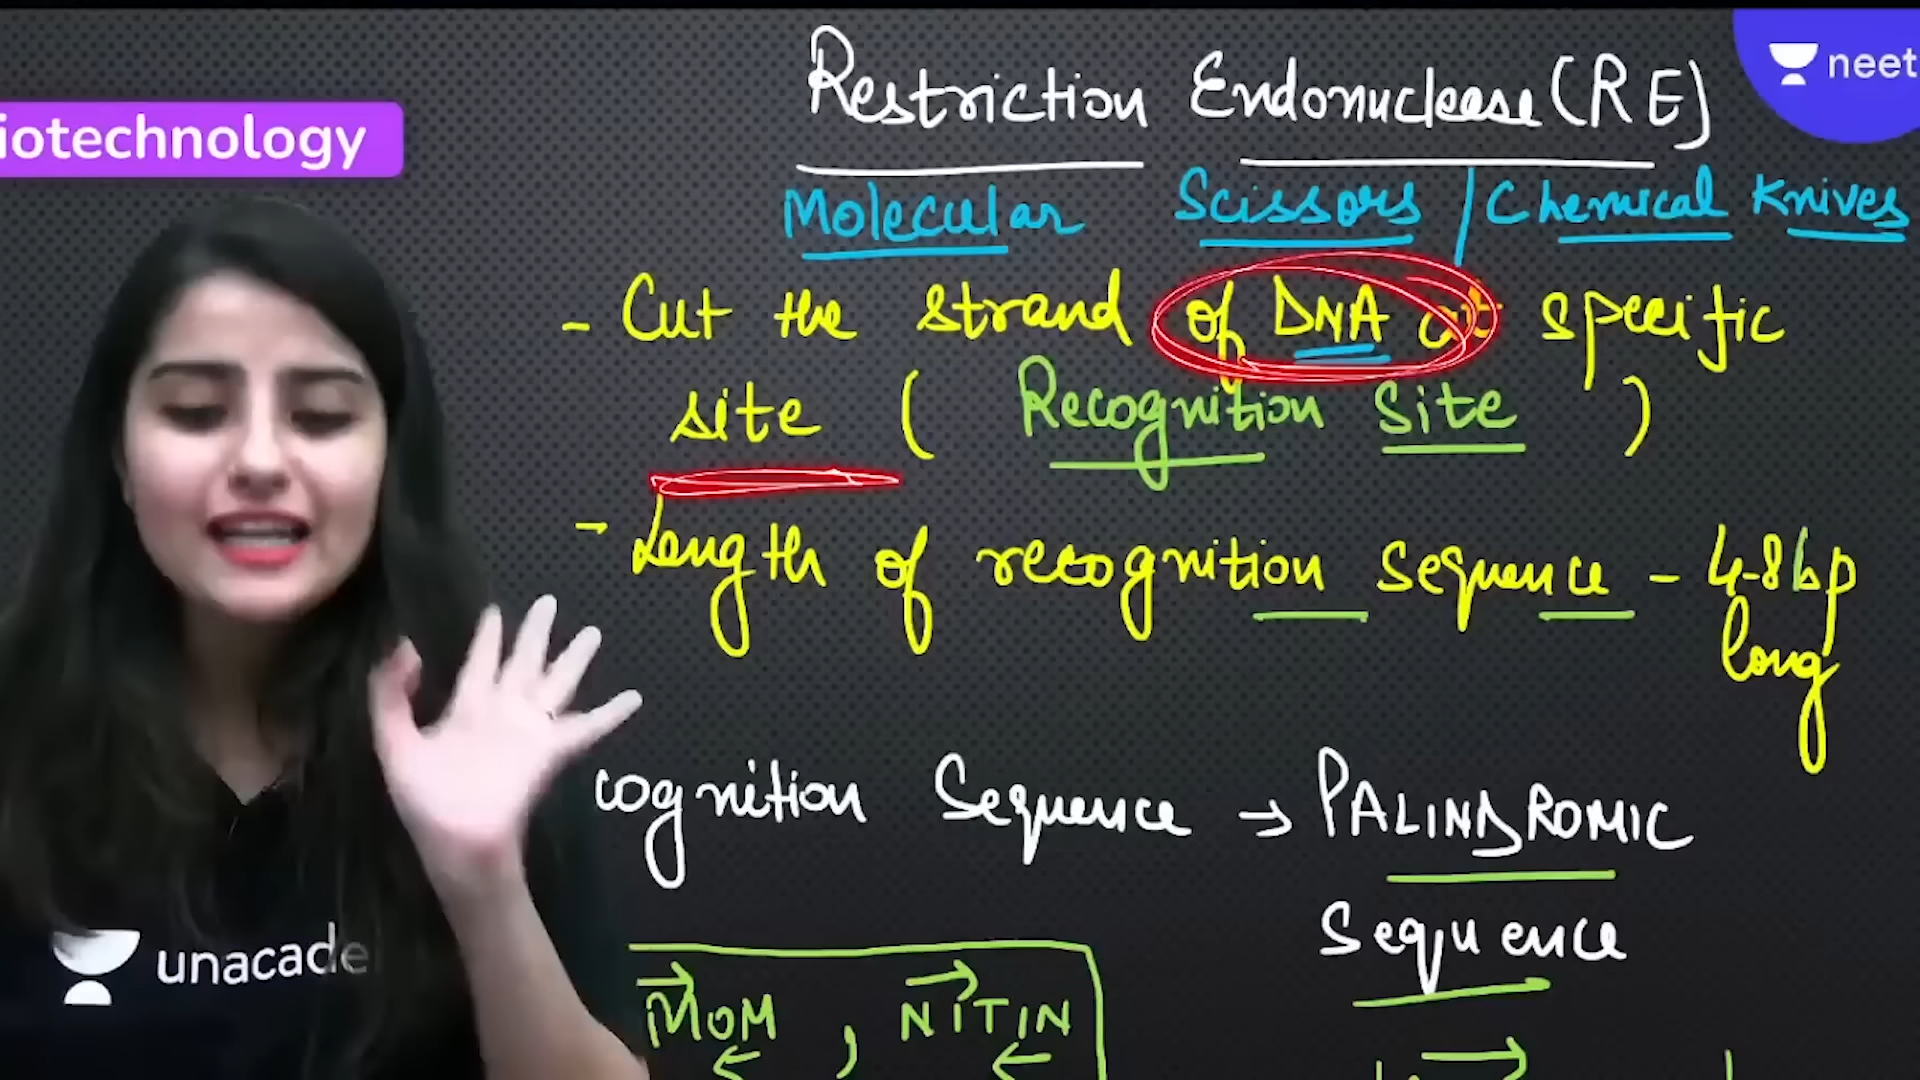 neet
iotechnology
Restriction Endonuclease (RE)
Molecular Scissors / Chemical Knives
- Cut the strand of DNA at specific
site ( Recognition Site )
- Length of recognition sequence - 4-8bp
long
cognition Sequence → PALINDROMIC
Sequence
MOM , NITIN
unacade